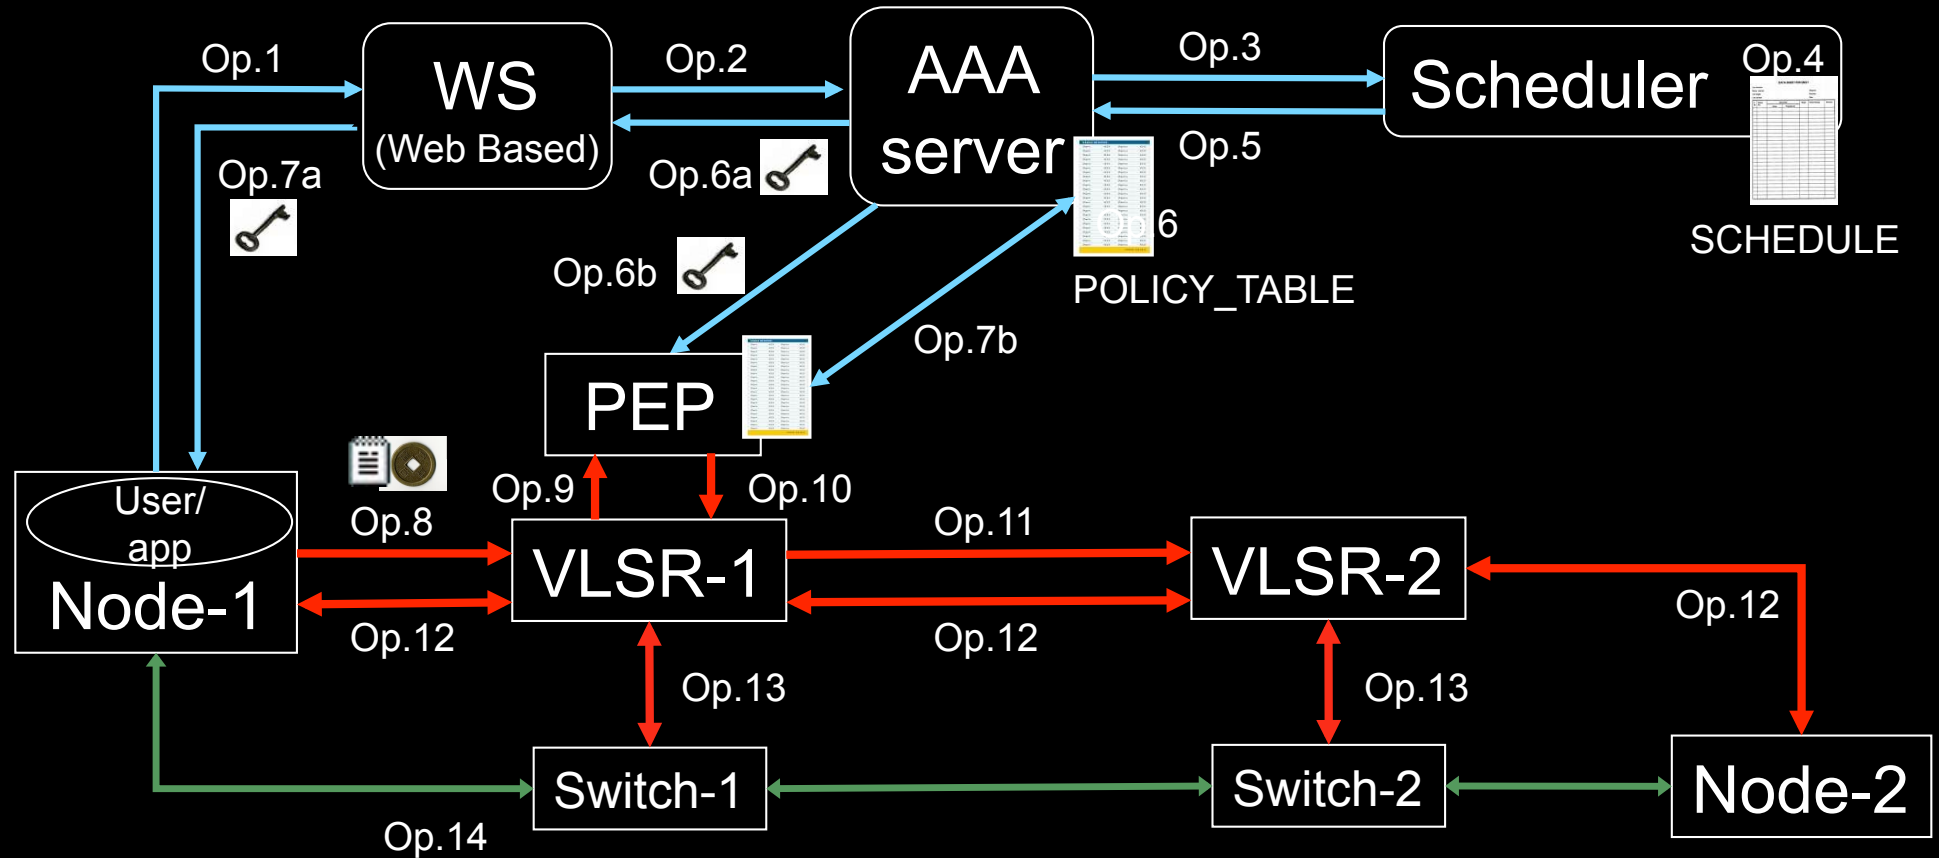 Op.1
WS
(Web Based)
Op.2
AAA
server
Op.3
Scheduler
Op.4
Op.5
Op.6a
Op.7a
6
SCHEDULE
POLICY_TABLE
Op.6b
Op.7b
PEP
Op.8
Op.9
Op.10
User/
app
Node-1
VLSR-1
Op.11
VLSR-2
Op.12
Op.12
Op.12
Op.13
Op.13
Switch-1
Switch-2
Node-2
Op.14